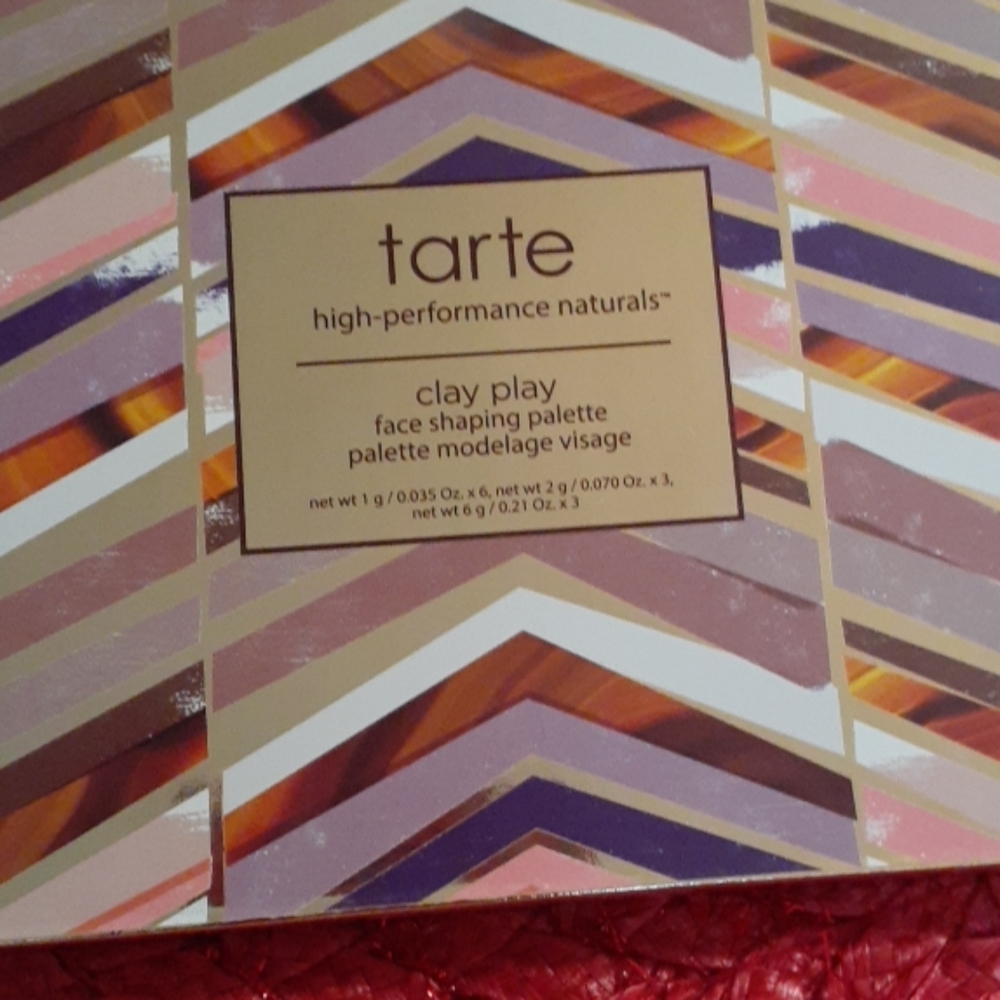 tarte
high-performance naturals™
clay play
face shaping palette
palette modelage visage
net wt 1 g / 0.035 Oz. x 6, net wt 2 g / 0.070 Oz. x 3,
net wt 6 g / 0.21 Oz. x 3